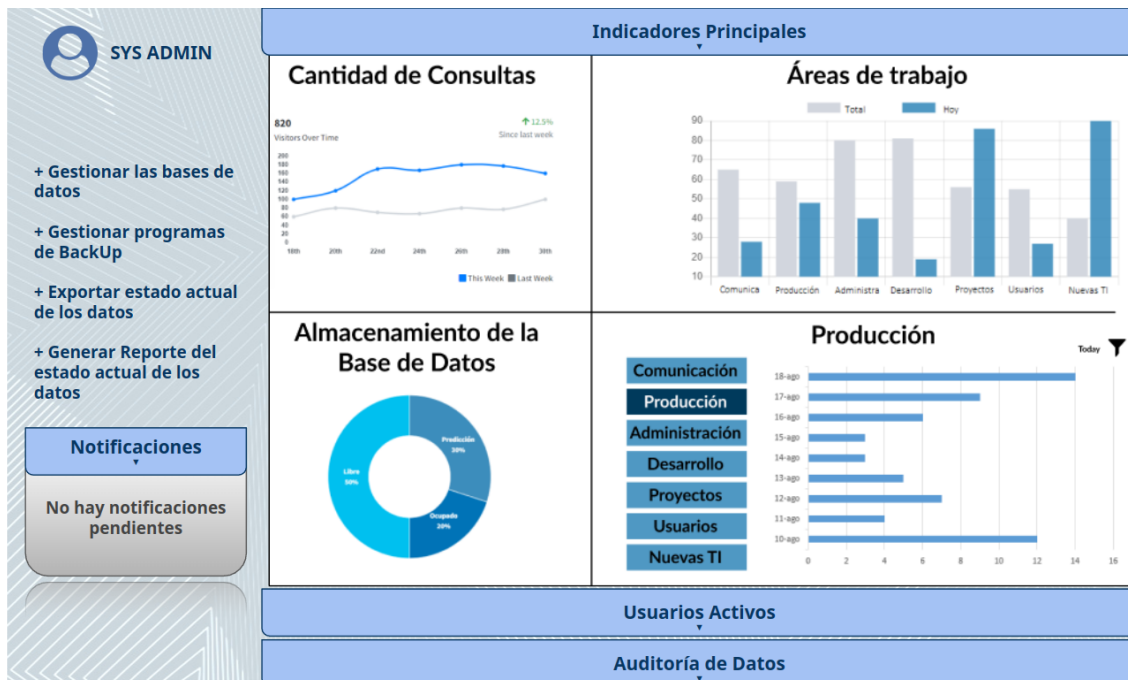 SYS ADMIN
+ Gestionar las bases de
datos
+ Gestionar programas
de BackUp
+ Exportar estado actual
de los datos
+ Generar Reporte del
estado actual de los
datos
Notificaciones
No hay notificaciones
pendientes
Indicadores Principales
Cantidad de Consultas
820
Visitors Over Time
12.5%
Since last week
200
180
160
140
120
100
80
60
40
20
0
18th 20th 22nd 24th 26th 28th 30th
This Week Last Week
Áreas de trabajo
Total Hoy
90
80
70
60
50
40
30
20
10
Comunica Producción Administra Desarrollo Proyectos Usuarios Nuevas TI
Almacenamiento de la
Base de Datos
Predicción
30%
Libre
50%
Ocupado
20%
Producción
Today
Comunicación
Producción
Administración
Desarrollo
Proyectos
Usuarios
Nuevas TI
18-ago
17-ago
16-ago
15-ago
14-ago
13-ago
12-ago
11-ago
10-ago
0 2 4 6 8 10 12 14 16
Usuarios Activos
Auditoría de Datos